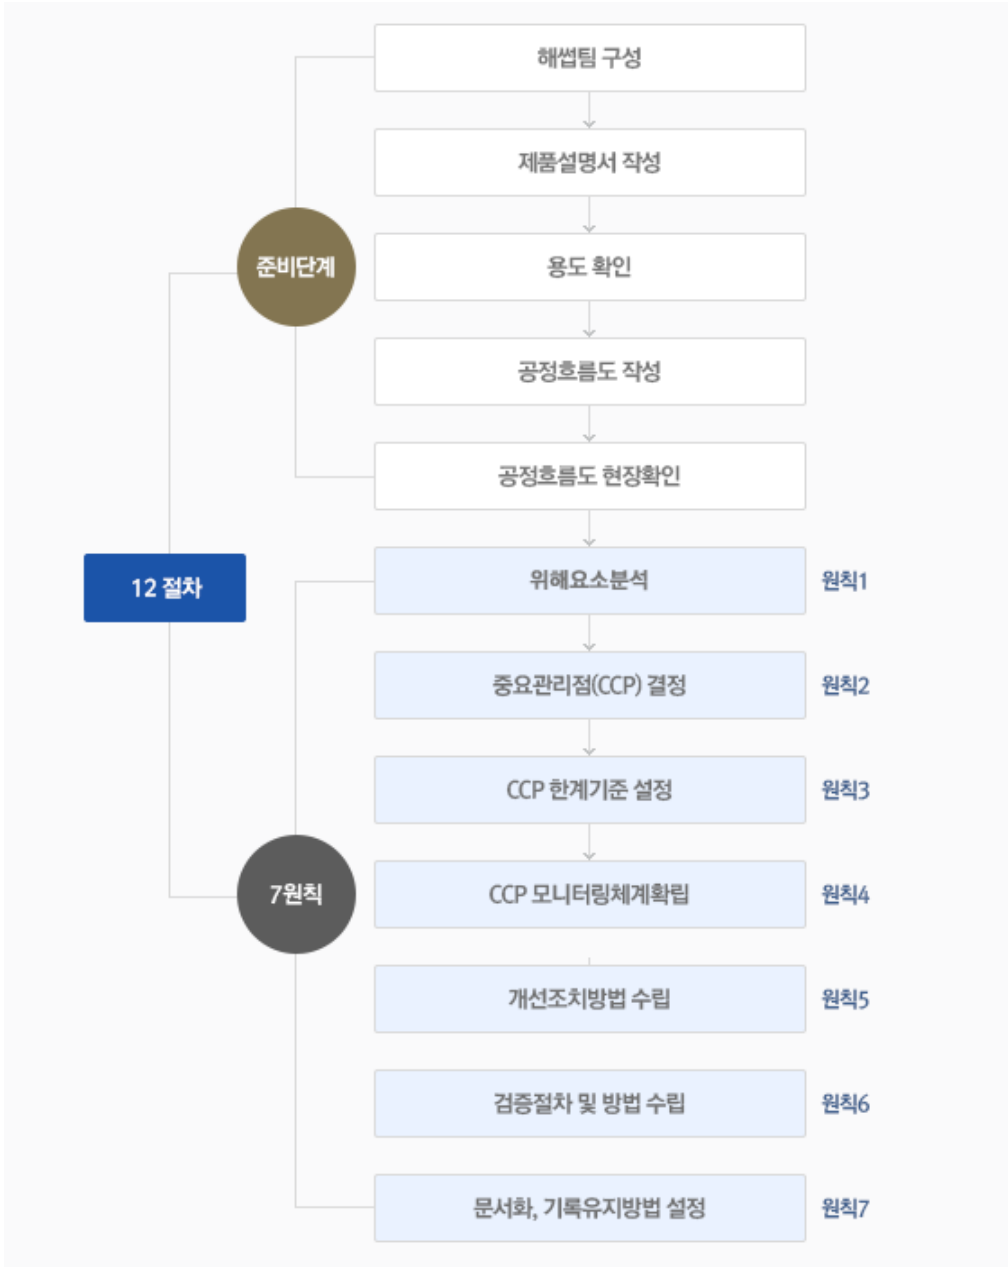 해썹팀 구성
제품설명서 작성
준비단계
용도 확인
공정흐름도 작성
공정흐름도 현장확인
12 절차
위해요소분석 원칙1
중요관리점(CCP) 결정 원칙2
CCP 한계기준 설정 원칙3
7원칙
CCP 모니터링체계확립 원칙4
개선조치방법 수립 원칙5
검증절차 및 방법 수립 원칙6
문서화, 기록유지방법 설정 원칙7